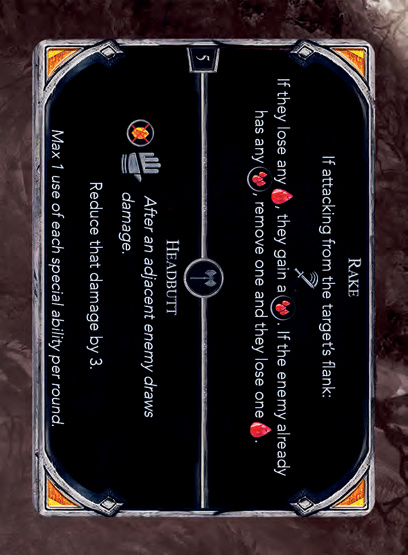 RAKE
If attacking from the target's flank:
If they lose any , they gain a . If the enemy already
has any , remove one and they lose one .
5
HEADBUTT
After an adjacent enemy draws
damage.
Reduce that damage by 3.
Max 1 use of each special ability per round.